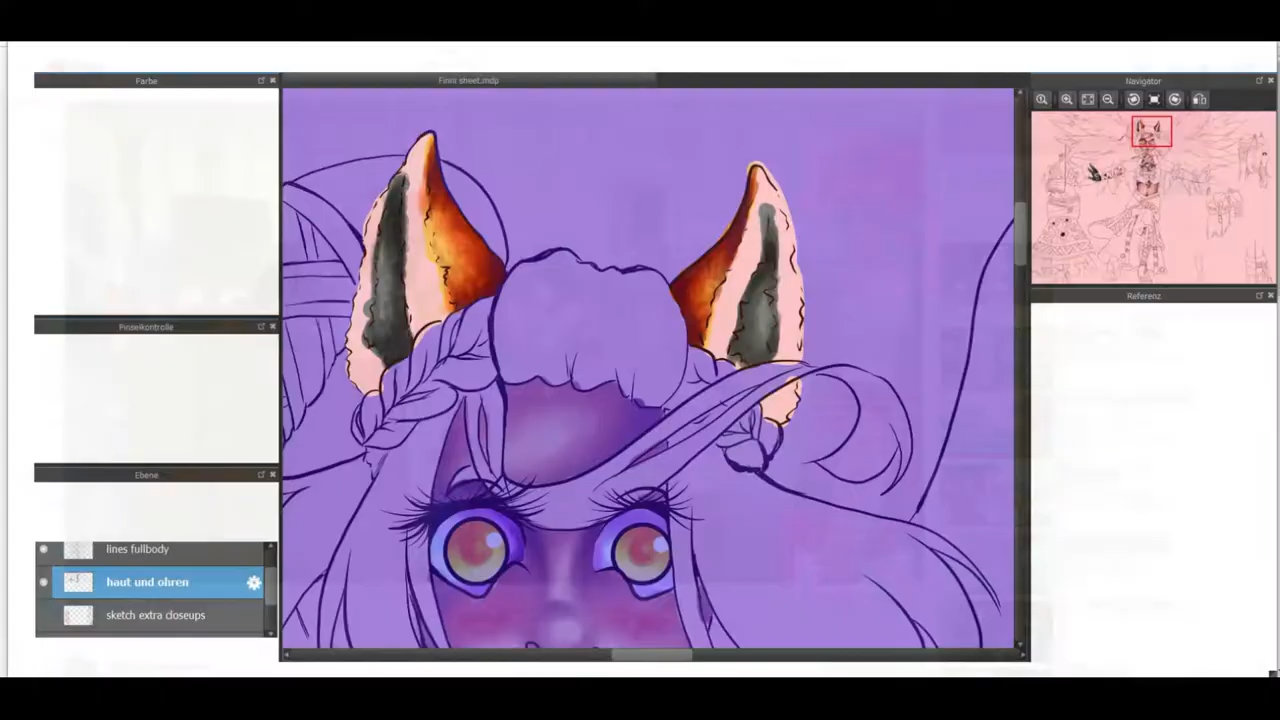 Farbe
Finni sheet.mdp
Navigator
Pinselkontrolle
Referenz
Ebene
lines fullbody
haut und ohren
sketch extra closeups